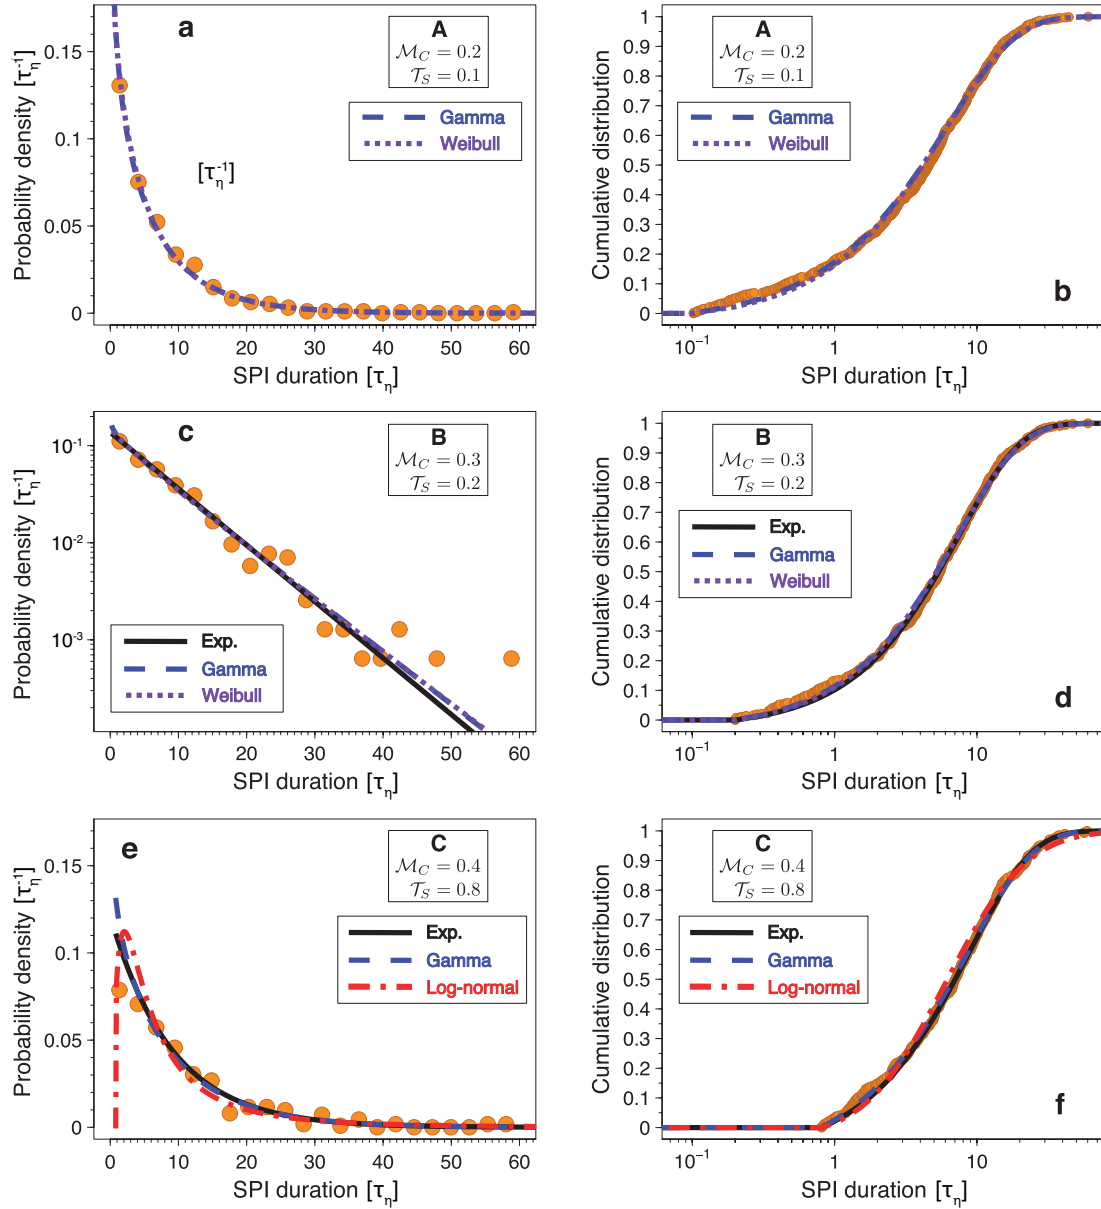 a
A
ℳ_C = 0.2
𝒯_S = 0.1
Gamma
Weibull
[τ_η^-1]
Probability density [τ_η^-1]
0.15
0.1
0.05
0
0 10 20 30 40 50 60
SPI duration [τ_η]
A
ℳ_C = 0.2
𝒯_S = 0.1
Gamma
Weibull
b
Cumulative distribution
1
0.9
0.8
0.7
0.6
0.5
0.4
0.3
0.2
0.1
0
10^-1 1 10
SPI duration [τ_η]
c
B
ℳ_C = 0.3
𝒯_S = 0.2
Exp.
Gamma
Weibull
Probability density [τ_η^-1]
10^-1
10^-2
10^-3
0 10 20 30 40 50 60
SPI duration [τ_η]
B
ℳ_C = 0.3
𝒯_S = 0.2
Exp.
Gamma
Weibull
d
Cumulative distribution
1
0.9
0.8
0.7
0.6
0.5
0.4
0.3
0.2
0.1
0
10^-1 1 10
SPI duration [τ_η]
e
C
ℳ_C = 0.4
𝒯_S = 0.8
Exp.
Gamma
Log-normal
Probability density [τ_η^-1]
0.15
0.1
0.05
0
0 10 20 30 40 50 60
SPI duration [τ_η]
C
ℳ_C = 0.4
𝒯_S = 0.8
Exp.
Gamma
Log-normal
f
Cumulative distribution
1
0.9
0.8
0.7
0.6
0.5
0.4
0.3
0.2
0.1
0
10^-1 1 10
SPI duration [τ_η]